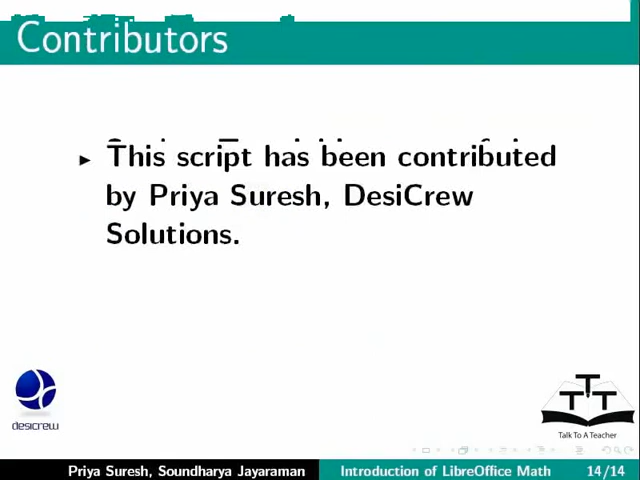 Contributors
This script has been contributed
by Priya Suresh, DesiCrew
Solutions.
desicrew
Talk To A Teacher
Priya Suresh, Soundharya Jayaraman Introduction of LibreOffice Math 14/14